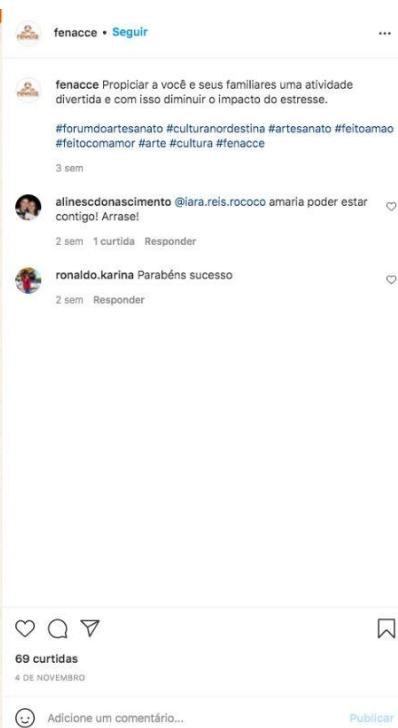 fenacce • Seguir
fenacce Propiciar a você e seus familiares uma atividade
divertida e com isso diminuir o impacto do estresse.
#forumdoartesanato #culturanordestina #artesanato #feitoamao
#feitocomamor #arte #cultura #fenacce
3 sem
alinescdonascimento @iara.reis.rococo amaria poder estar
contigo! Arrase!
2 sem 1 curtida Responder
ronaldo.karina Parabéns sucesso
2 sem Responder
69 curtidas
4 DE NOVEMBRO
Adicione um comentário... Publicar